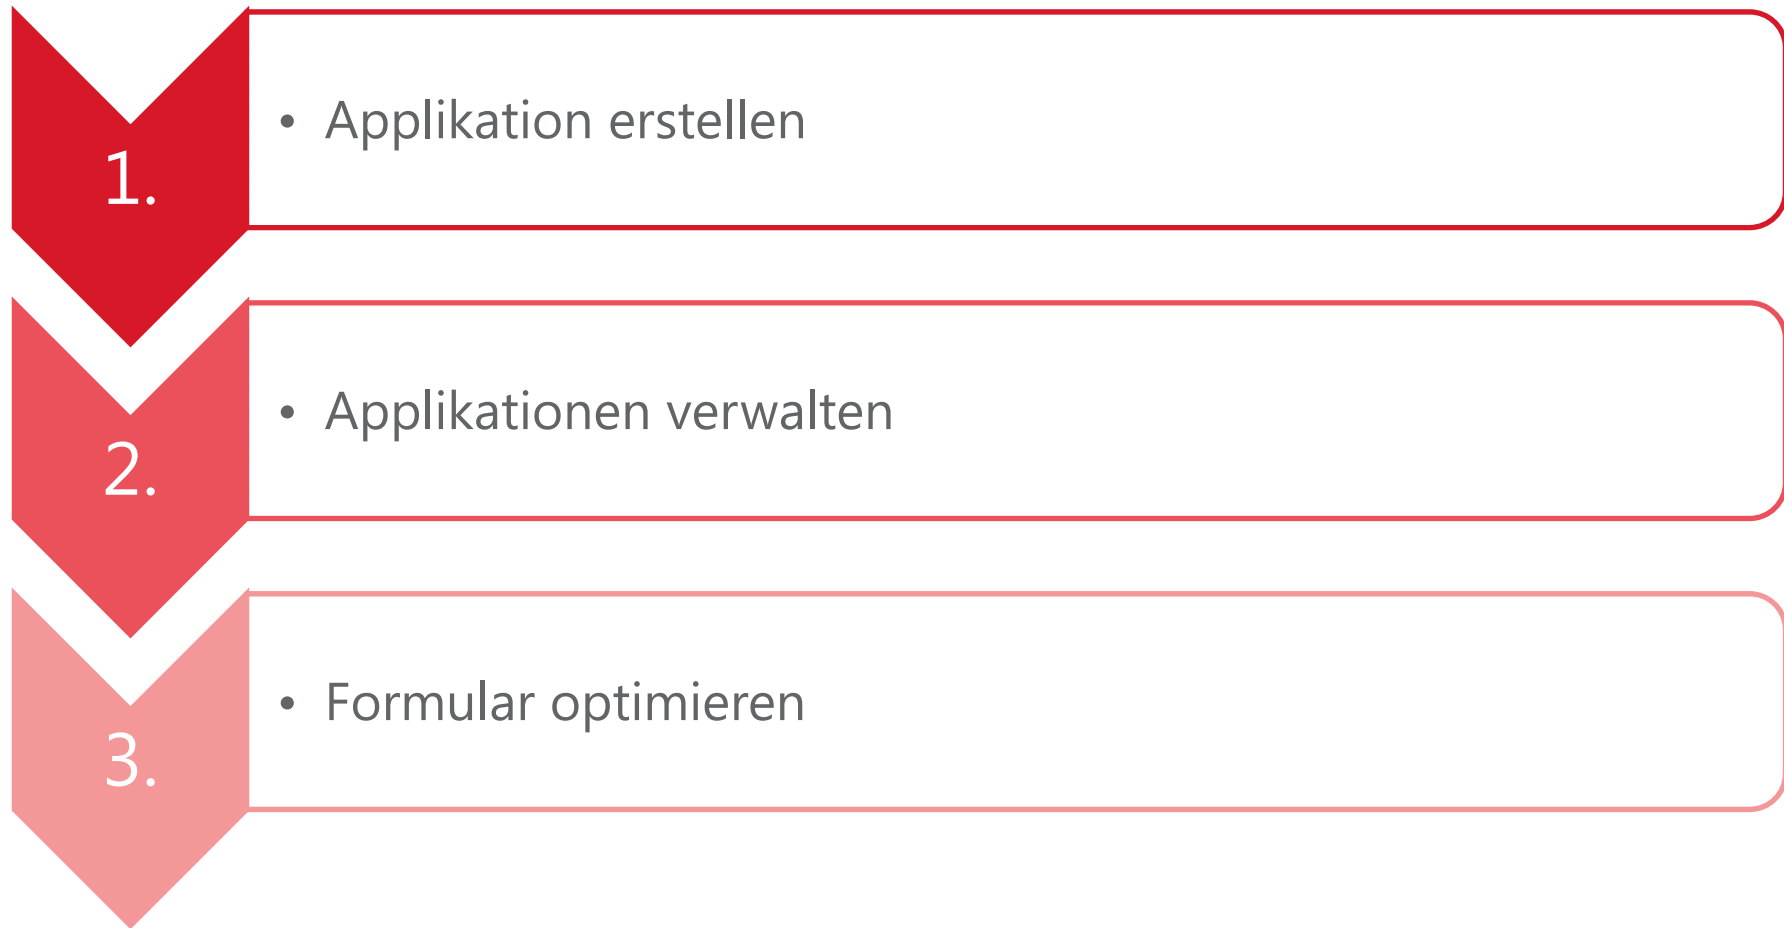 1.
• Applikation erstellen
2.
• Applikationen verwalten
3.
• Formular optimieren